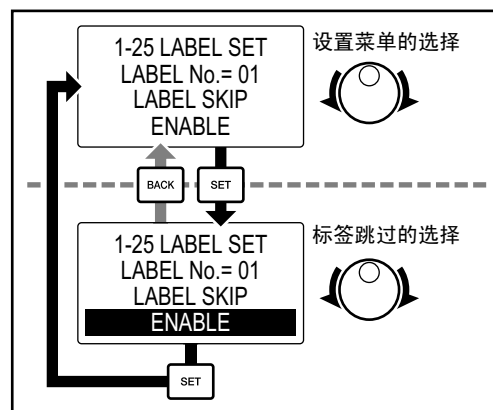 1-25 LABEL SET
LABEL No.= 01
LABEL SKIP
ENABLE
设置菜单的选择
BACK
SET
1-25 LABEL SET
LABEL No.= 01
LABEL SKIP
ENABLE
标签跳过的选择
SET